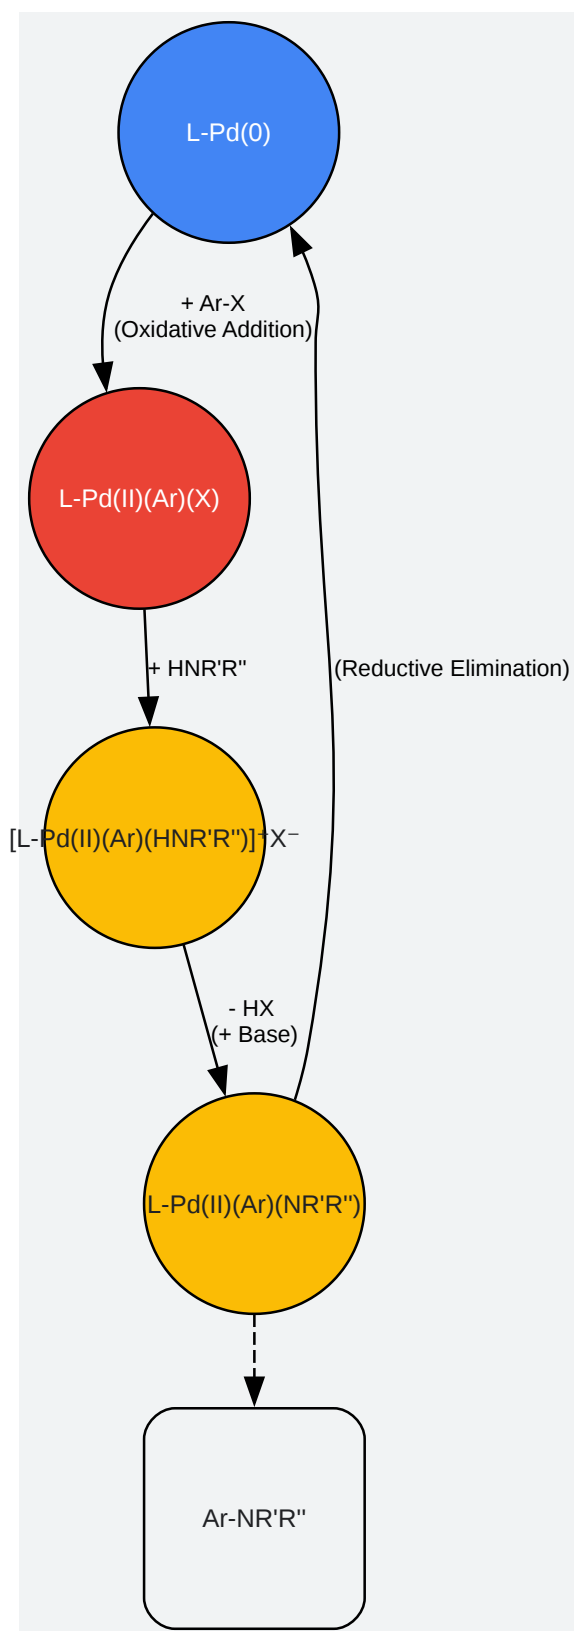 L-Pd(0)
+ Ar-X
(Oxidative Addition)
L-Pd(II)(Ar)(X)
+ HNR'R''
(Reductive Elimination)
[L-Pd(II)(Ar)(HNR'R'')]⁺X⁻
- HX
(+ Base)
L-Pd(II)(Ar)(NR'R'')
Ar-NR'R''